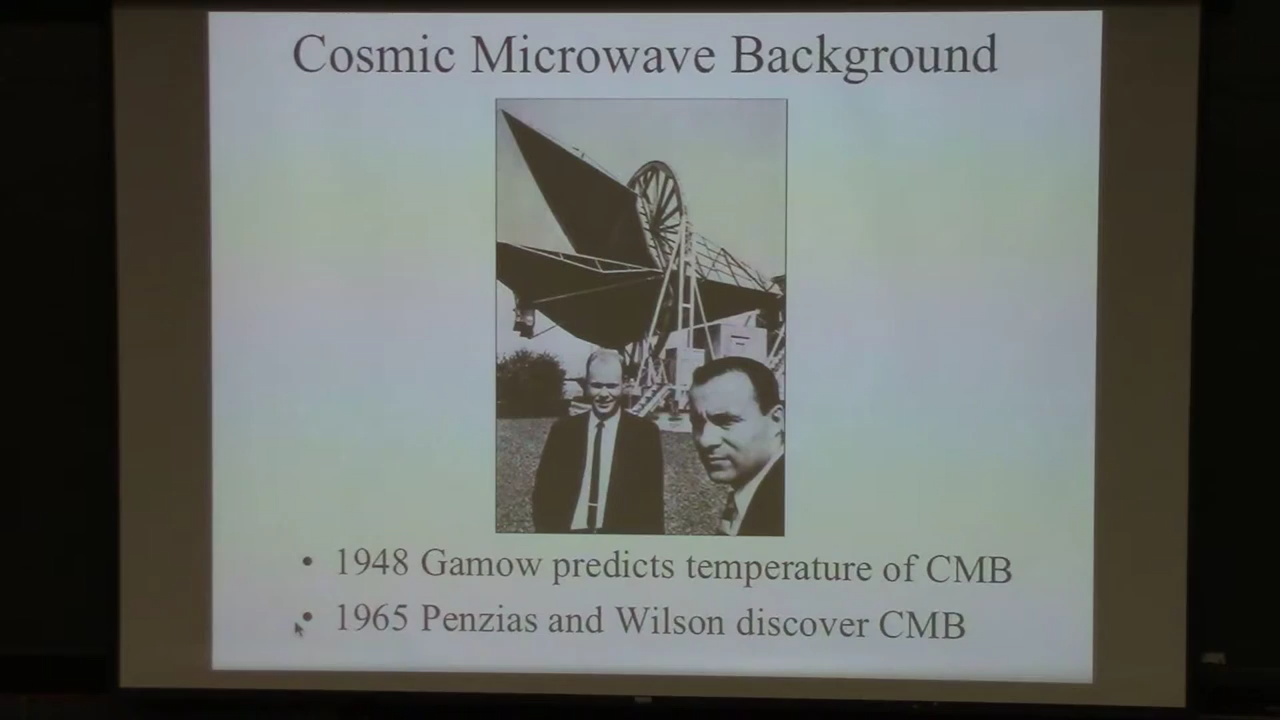 Cosmic Microwave Background
• 1948 Gamow predicts temperature of CMB
• 1965 Penzias and Wilson discover CMB